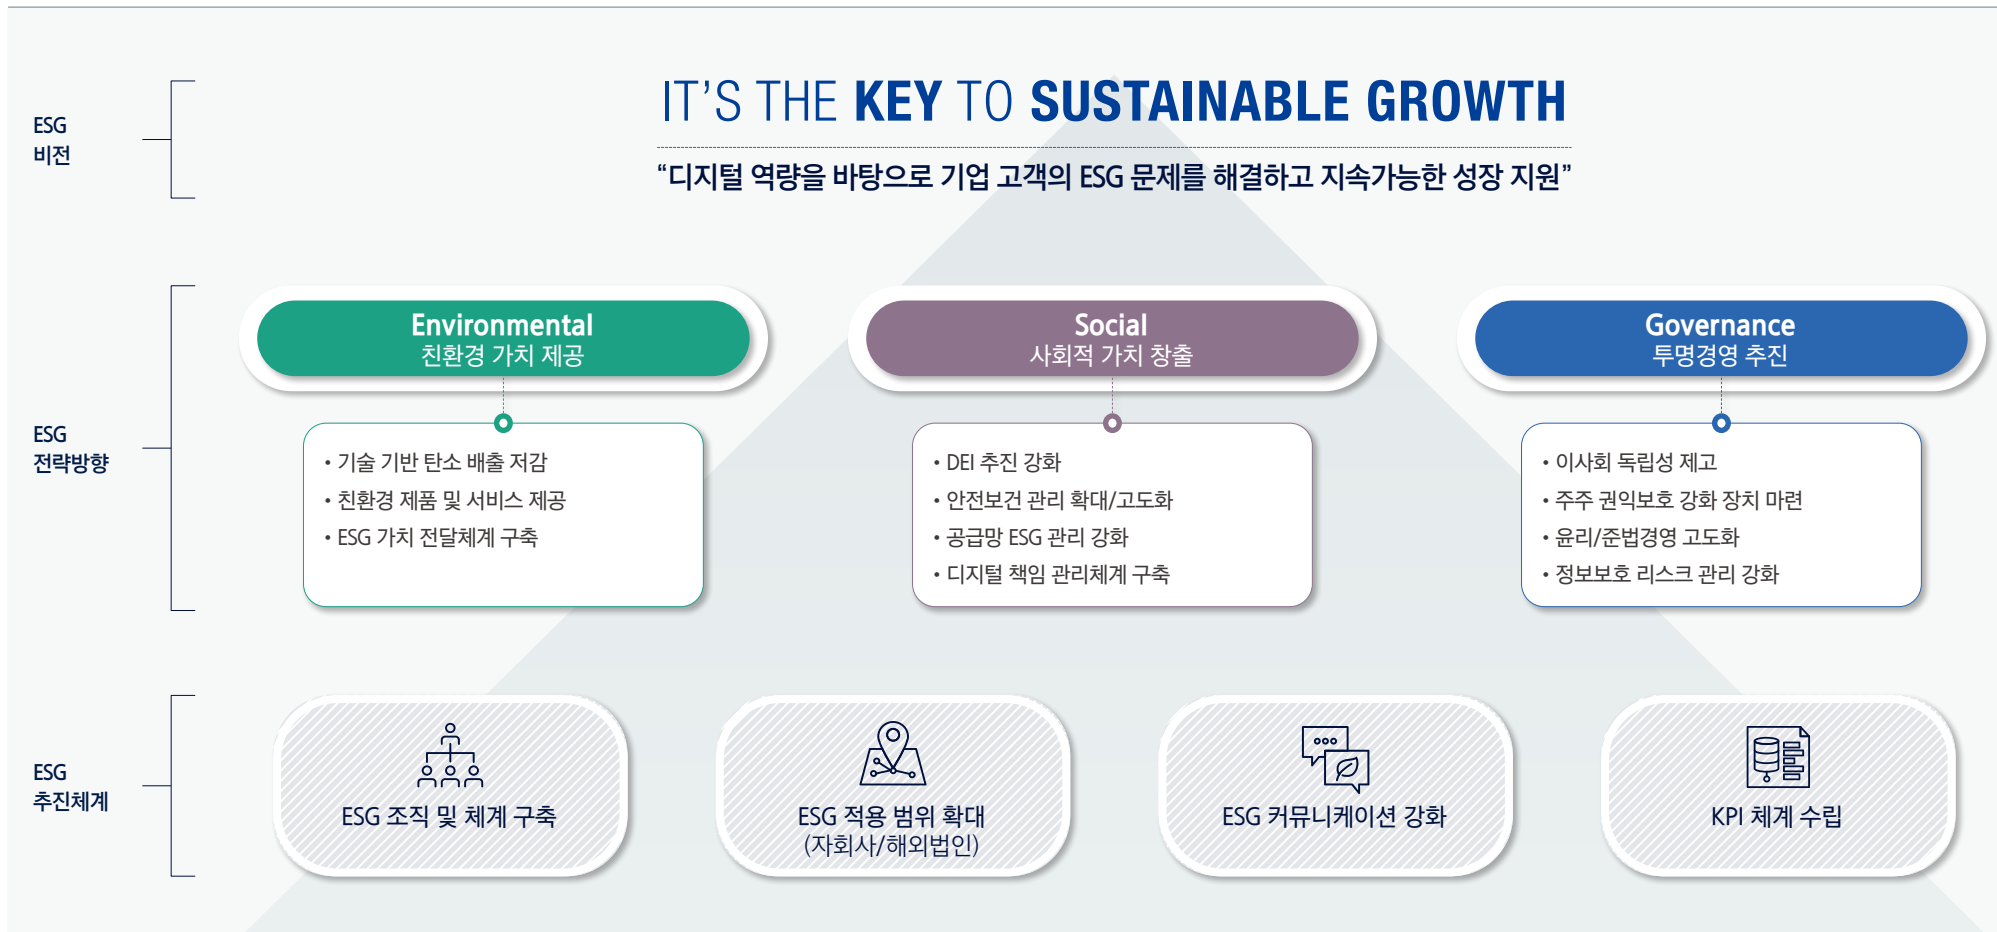 ESG
비전
IT'S THE KEY TO SUSTAINABLE GROWTH
“디지털 역량을 바탕으로 기업 고객의 ESG 문제를 해결하고 지속가능한 성장 지원”
ESG
전략방향
Environmental
친환경 가치 제공
• 기술 기반 탄소 배출 저감
• 친환경 제품 및 서비스 제공
• ESG 가치 전달체계 구축
Social
사회적 가치 창출
• DEI 추진 강화
• 안전보건 관리 확대/고도화
• 공급망 ESG 관리 강화
• 디지털 책임 관리체계 구축
Governance
투명경영 추진
• 이사회 독립성 제고
• 주주 권익보호 강화 장치 마련
• 윤리/준법경영 고도화
• 정보보호 리스크 관리 강화
ESG
추진체계
ESG 조직 및 체계 구축
ESG 적용 범위 확대
(자회사/해외법인)
ESG 커뮤니케이션 강화
KPI 체계 수립